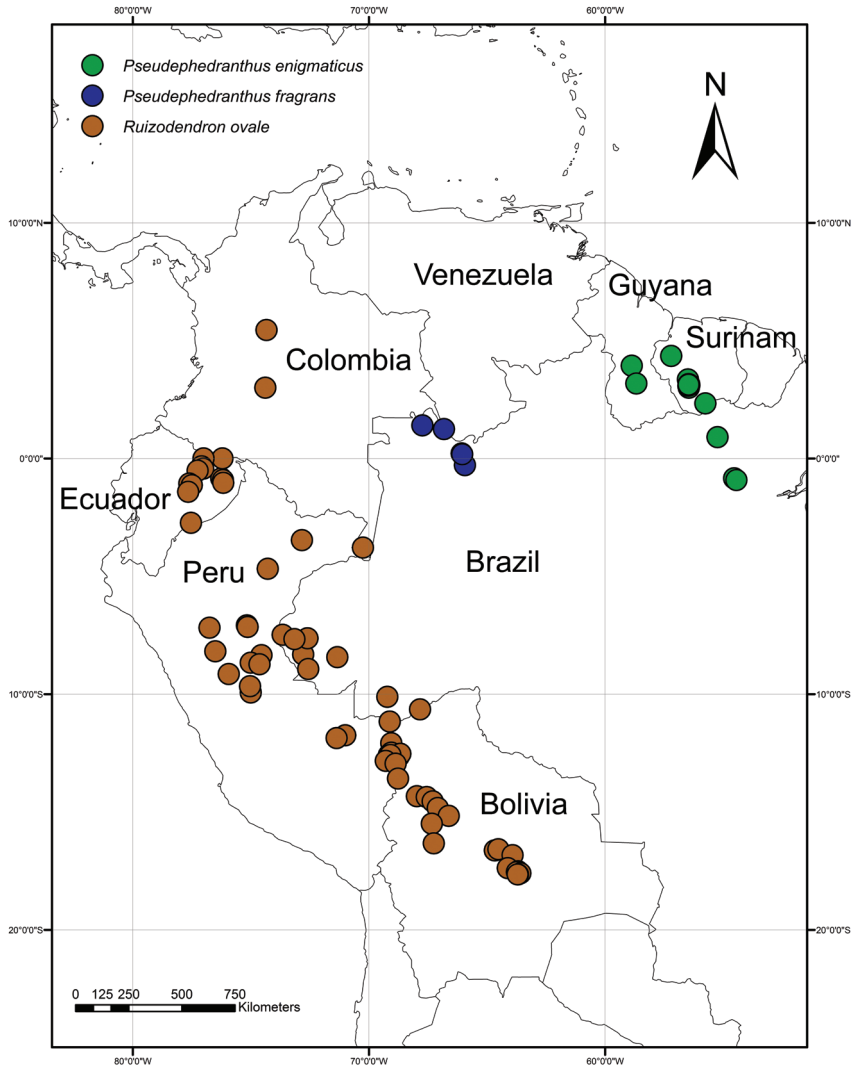 80°0'0"W 70°0'0"W 60°0'0"W
Pseudephedranthus enigmaticus
Pseudephedranthus fragrans
Ruizodendron ovale
N
10°0'0"N 10°0'0"N
Venezuela
Guyana
Surinam
Colombia
0°0'0" 0°0'0"
Ecuador
Brazil
Peru
10°0'0"S 10°0'0"S
Bolivia
20°0'0"S 20°0'0"S
0 125 250 500 750
Kilometers
80°0'0"W 70°0'0"W 60°0'0"W